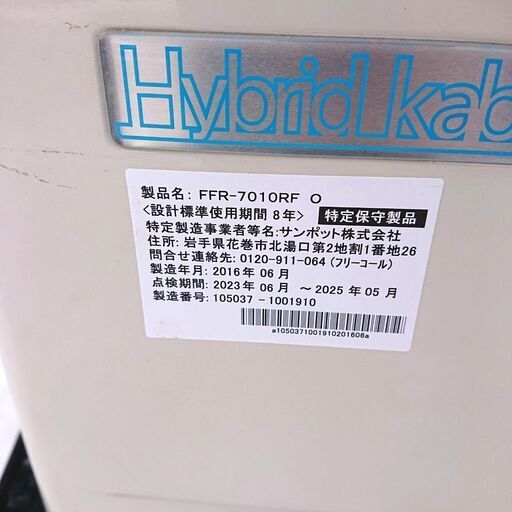 Hybrid kab
製品名: FFR-7010RF O
<設計標準使用期間 8年> 特定保守製品
特定製造事業者等名: サンポット株式会社
住所: 岩手県花巻市北湯口第2地割1番地26
問合せ連絡先: 0120-911-064 (フリーコール)
製造年月: 2016 年 06 月
点検期間: 2023 年 06 月 ～ 2025 年 05 月
製造番号: 105037 -1001910
a1050371001910201606a